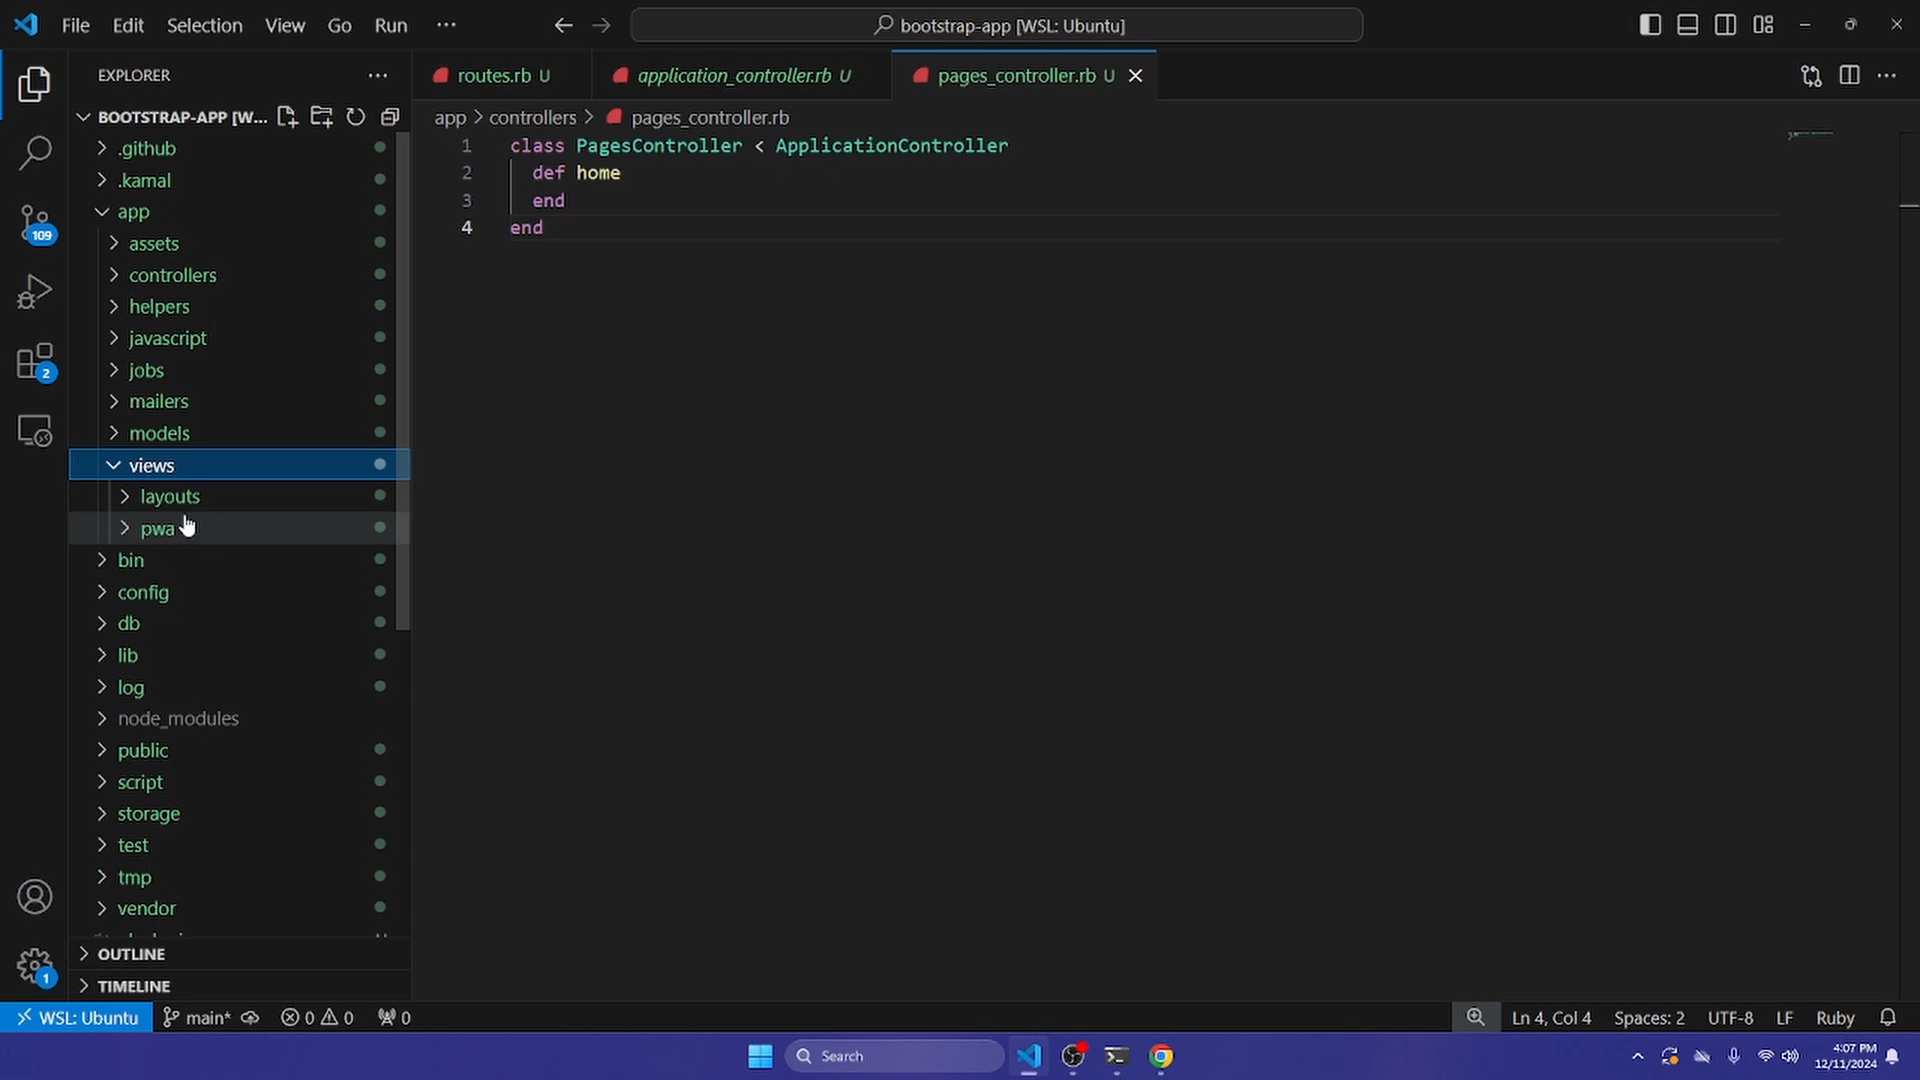 File Edit Selection View Go Run ···
bootstrap-app [WSL: Ubuntu]
EXPLORER
BOOTSTRAP-APP [W...
.github
.kamal
app
assets
controllers
helpers
javascript
jobs
mailers
models
views
layouts
pwa
bin
config
db
lib
log
node_modules
public
script
storage
test
tmp
vendor
OUTLINE
TIMELINE
109
2
1
routes.rb U
application_controller.rb U
pages_controller.rb U
app > controllers > pages_controller.rb
1 class PagesController < ApplicationController
2 def home
3 end
4 end
WSL: Ubuntu main* 0 0 0
Ln 4, Col 4 Spaces: 2 UTF-8 LF Ruby
Search
4:07 PM
12/11/2024